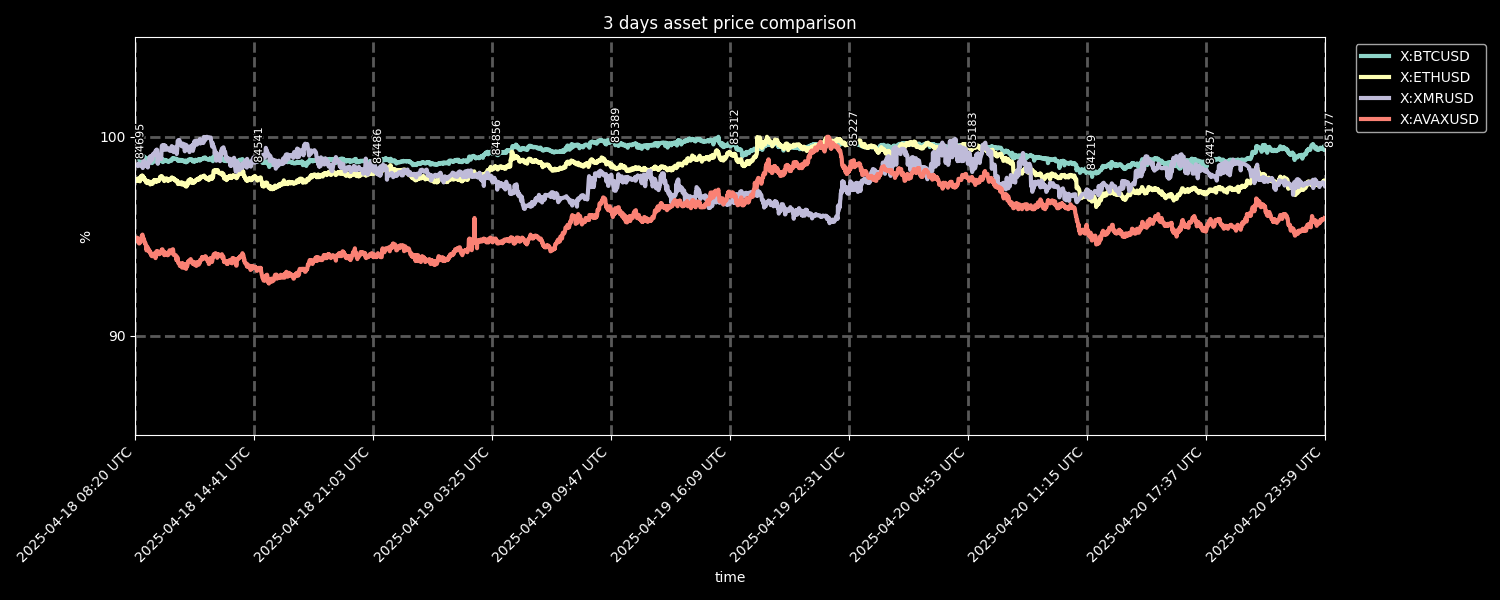 3 days asset price comparison
X:BTCUSD
X:ETHUSD
X:XMRUSD
X:AVAXUSD
100
90
%
84695
84541
84486
84856
85389
85312
85227
85183
84219
84457
85177
2025-04-18 08:20 UTC
2025-04-18 14:41 UTC
2025-04-18 21:03 UTC
2025-04-19 03:25 UTC
2025-04-19 09:47 UTC
2025-04-19 16:09 UTC
2025-04-19 22:31 UTC
2025-04-20 04:53 UTC
2025-04-20 11:15 UTC
2025-04-20 17:37 UTC
2025-04-20 23:59 UTC
time